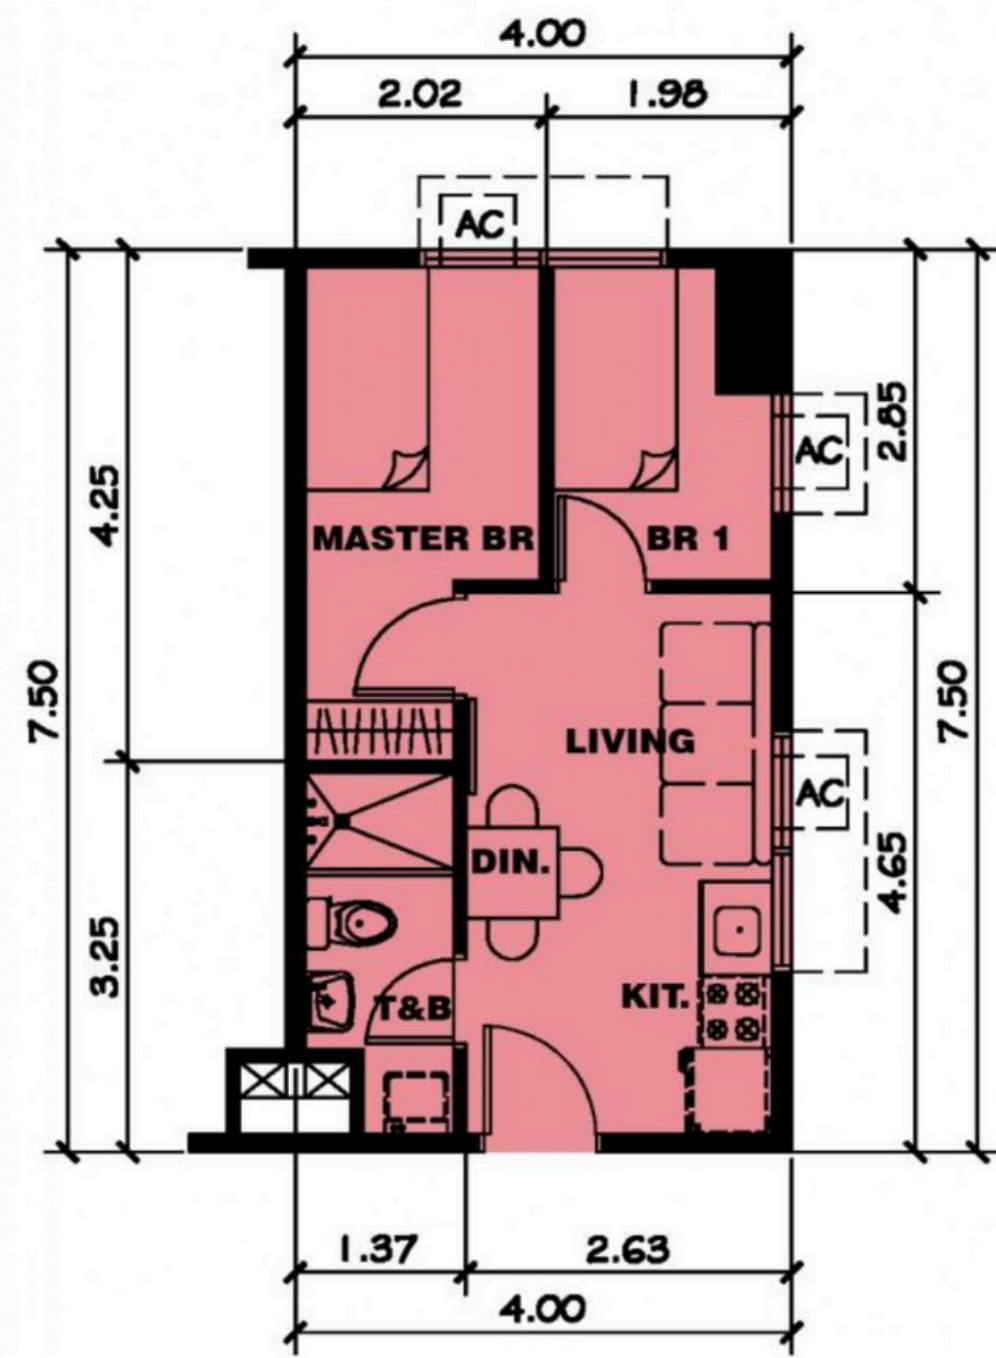 4.00
2.02
1.98
AC
2.85
AC
4.25
MASTER BR
BR 1
7.50
7.50
LIVING
AC
DIN.
4.65
3.25
KIT.
T&B
1.37
2.63
4.00